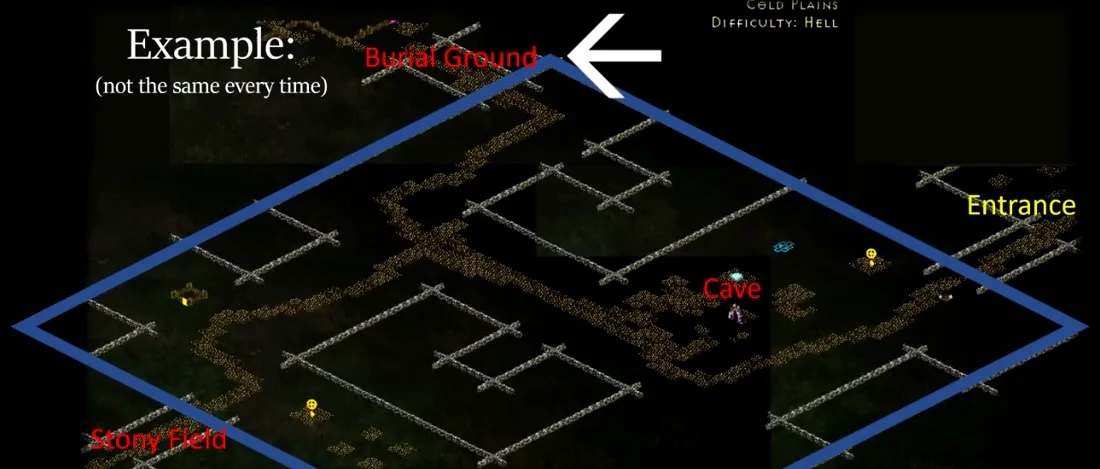 COLD PLAINS
DIFFICULTY: HELL
Example:
(not the same every time)
Burial Ground
Entrance
Cave
Stony Field